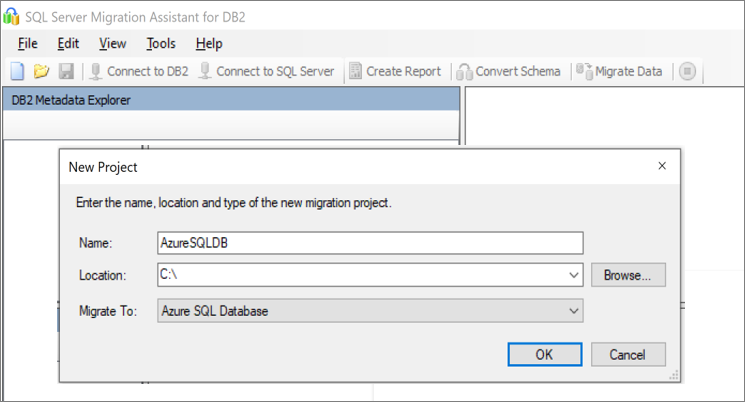 SQL Server Migration Assistant for DB2
File Edit View Tools Help
Connect to DB2 Connect to SQL Server Create Report Convert Schema Migrate Data
DB2 Metadata Explorer
New Project ×
Enter the name, location and type of the new migration project.
Name: AzureSQLDB
Location: C:\ Browse...
Migrate To: Azure SQL Database
OK Cancel